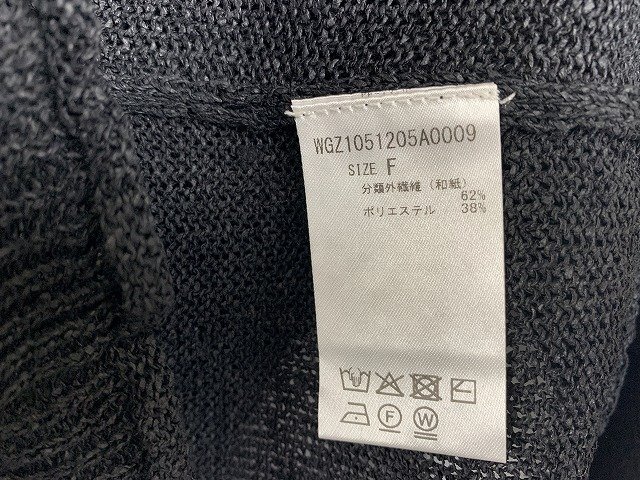 WGZ1051205A0009
SIZE F
分類外繊維（和紙）
62%
ポリエステル 38%
F
W